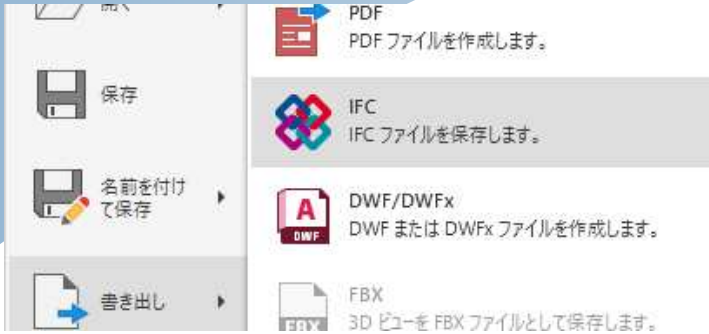 開く
保存
名前を付け
て保存
書き出し
PDF
PDF ファイルを作成します。
IFC
IFC ファイルを保存します。
A
DWF
DWF/DWFx
DWF または DWFx ファイルを作成します。
FBX
FBX
3D ビューを FBX ファイルとして保存します。